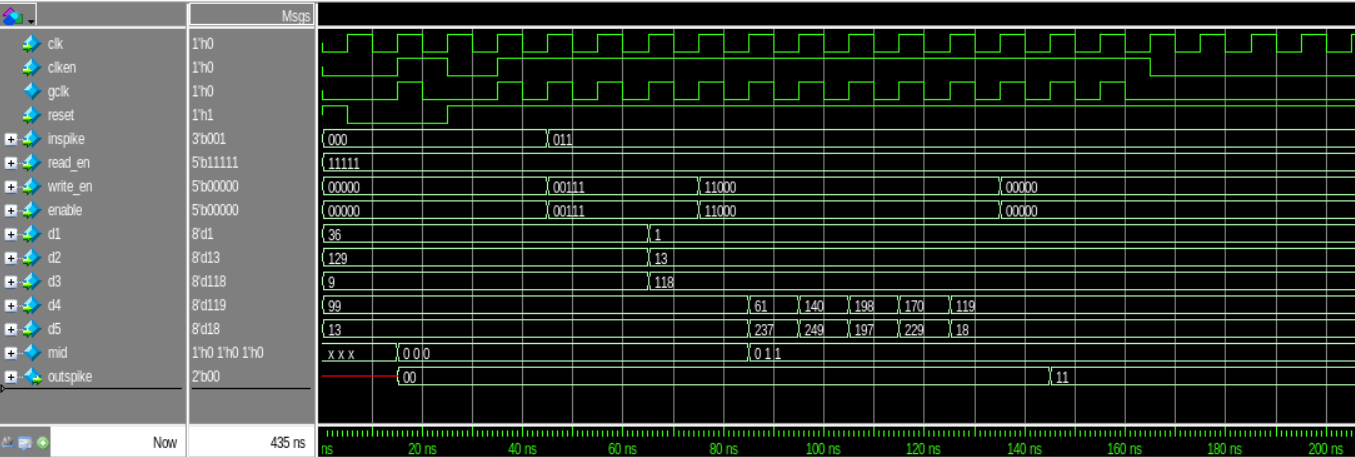 Msgs
clk 1'h0
clken 1'h0
gclk 1'h0
reset 1'h1
inspike 3'b001 000 011
read_en 5'b11111 11111
write_en 5'b00000 00000 00111 11000 00000
enable 5'b00000 00000 00111 11000 00000
d1 8'd1 36 1
d2 8'd13 129 13
d3 8'd118 9 118
d4 8'd119 99 61 140 198 170 119
d5 8'd18 13 237 249 197 229 18
mid 1'h0 1'h0 1'h0 x x x 0 0 0 0 1 1
outspike 2'b00 00 11
Now 435 ns ns 20 ns 40 ns 60 ns 80 ns 100 ns 120 ns 140 ns 160 ns 180 ns 200 ns